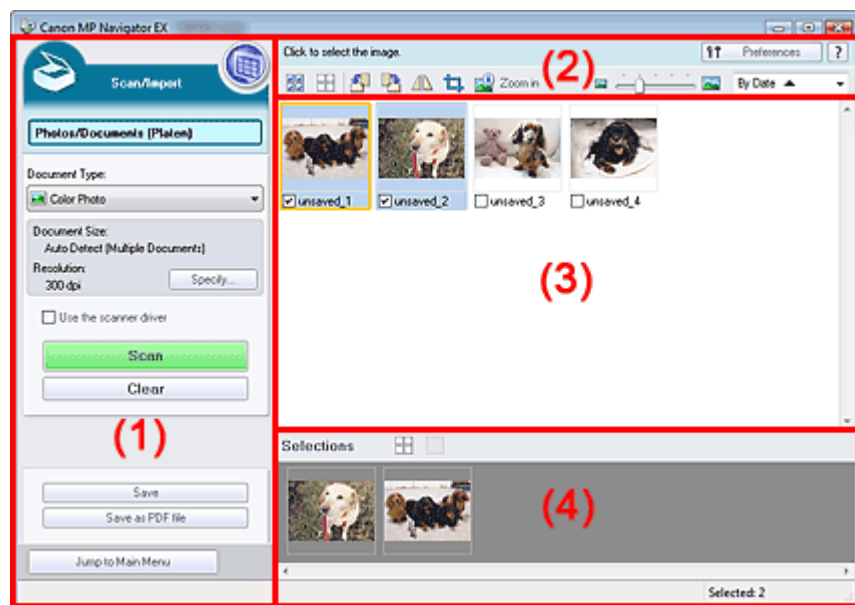 Canon MP Navigator EX
Scan/Import
Photos/Documents (Platen)
Document Type:
Color Photo
Document Size:
Auto Detect (Multiple Documents)
Resolution:
300 dpi
Specify...
Use the scanner driver
Scan
Clear
(1)
Save
Save as PDF file
Jump to Main Menu
Click to select the image.
Preferences
?
Zoom in
(2)
By Date
unsaved_1
unsaved_2
unsaved_3
unsaved_4
(3)
Selections
(4)
Selected: 2